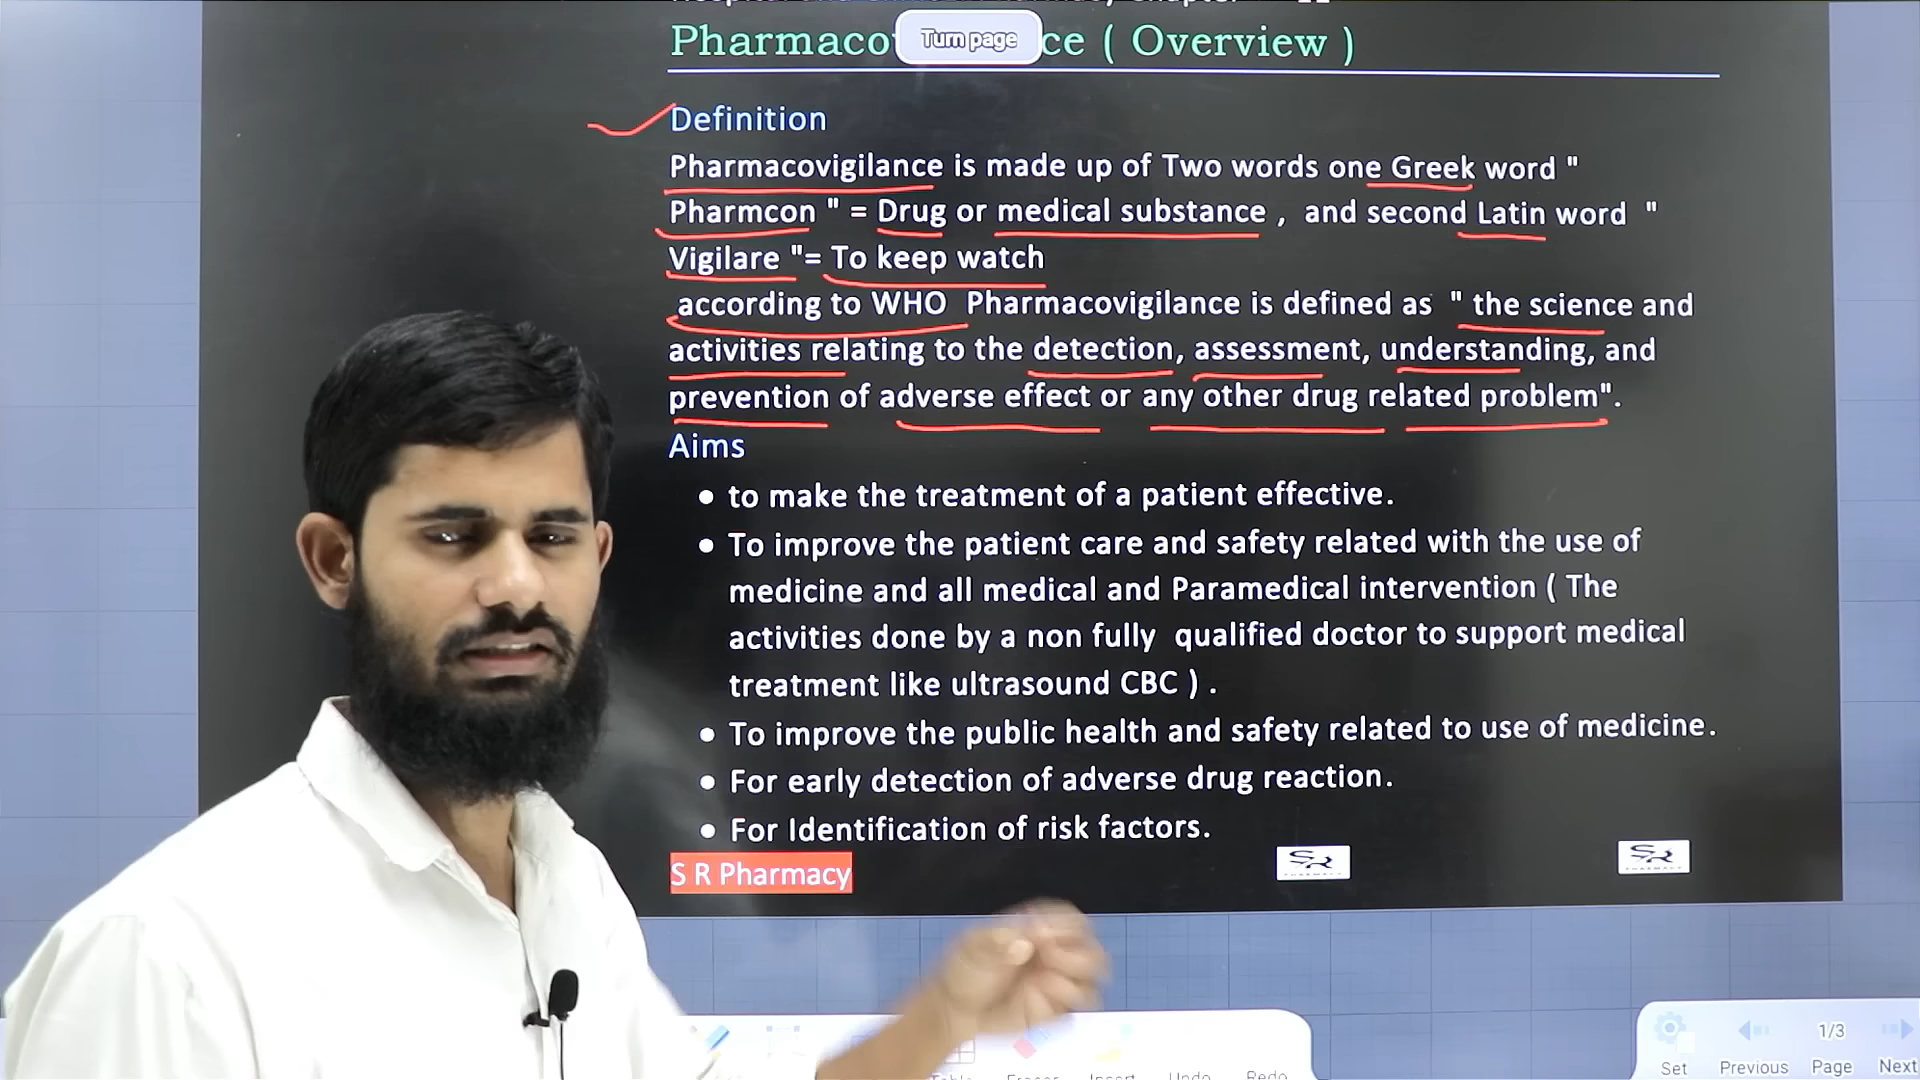 Pharmaco ce ( Overview )
Turn page
Definition
Pharmacovigilance is made up of Two words one Greek word "
Pharmcon " = Drug or medical substance , and second Latin word "
Vigilare "= To keep watch
according to WHO Pharmacovigilance is defined as " the science and
activities relating to the detection, assessment, understanding, and
prevention of adverse effect or any other drug related problem".
Aims
• to make the treatment of a patient effective.
• To improve the patient care and safety related with the use of
medicine and all medical and Paramedical intervention ( The
activities done by a non fully qualified doctor to support medical
treatment like ultrasound CBC ) .
• To improve the public health and safety related to use of medicine.
• For early detection of adverse drug reaction.
• For Identification of risk factors.
S R Pharmacy
SR
SR
1/3
Set Previous Page Next